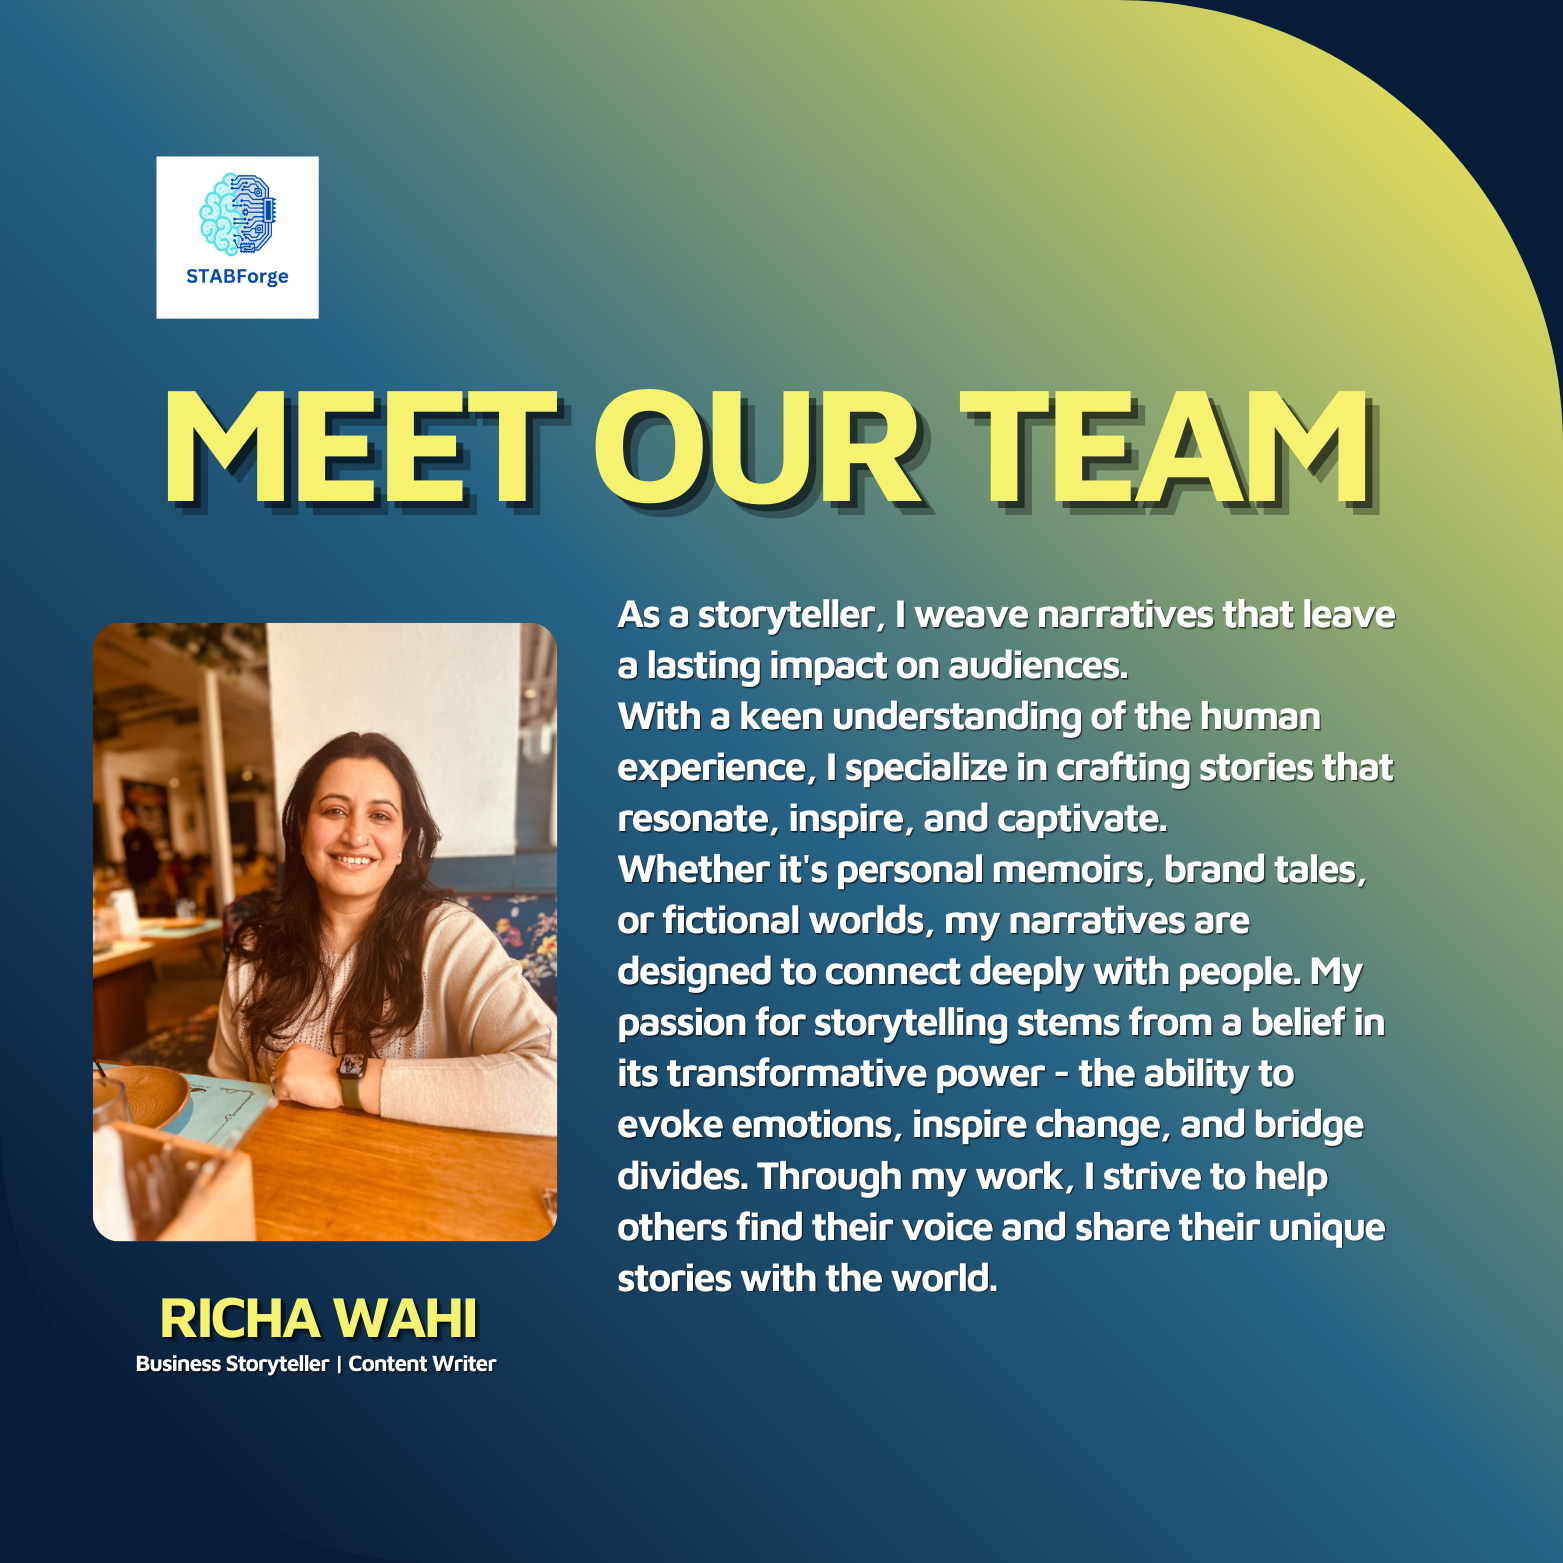 STABForge
MEET OUR TEAM
As a storyteller, I weave narratives that leave
a lasting impact on audiences.
With a keen understanding of the human
experience, I specialize in crafting stories that
resonate, inspire, and captivate.
Whether it's personal memoirs, brand tales,
or fictional worlds, my narratives are
designed to connect deeply with people. My
passion for storytelling stems from a belief in
its transformative power - the ability to
evoke emotions, inspire change, and bridge
divides. Through my work, I strive to help
others find their voice and share their unique
stories with the world.
RICHA WAHI
Business Storyteller | Content Writer